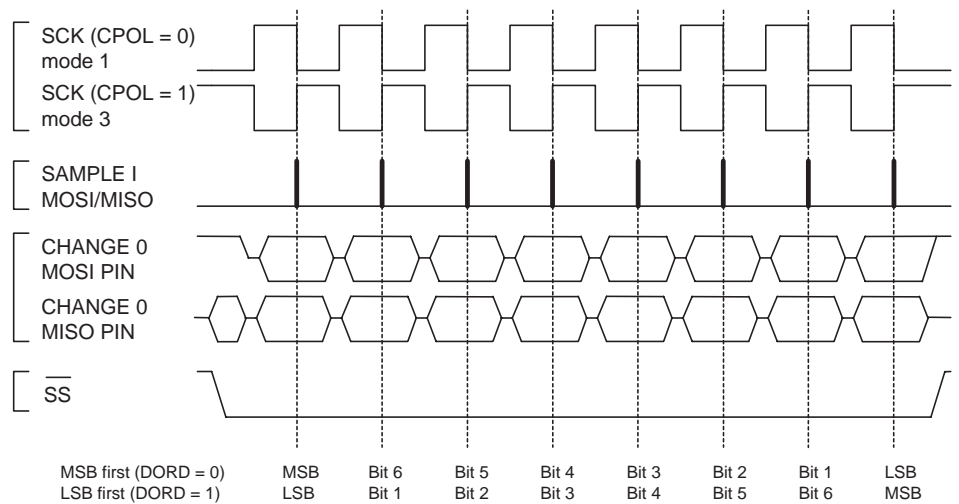 SCK (CPOL = 0)
mode 1
SCK (CPOL = 1)
mode 3
SAMPLE I
MOSI/MISO
CHANGE 0
MOSI PIN
CHANGE 0
MISO PIN
SS
MSB first (DORD = 0) MSB Bit 6 Bit 5 Bit 4 Bit 3 Bit 2 Bit 1 LSB
LSB first (DORD = 1) LSB Bit 1 Bit 2 Bit 3 Bit 4 Bit 5 Bit 6 MSB